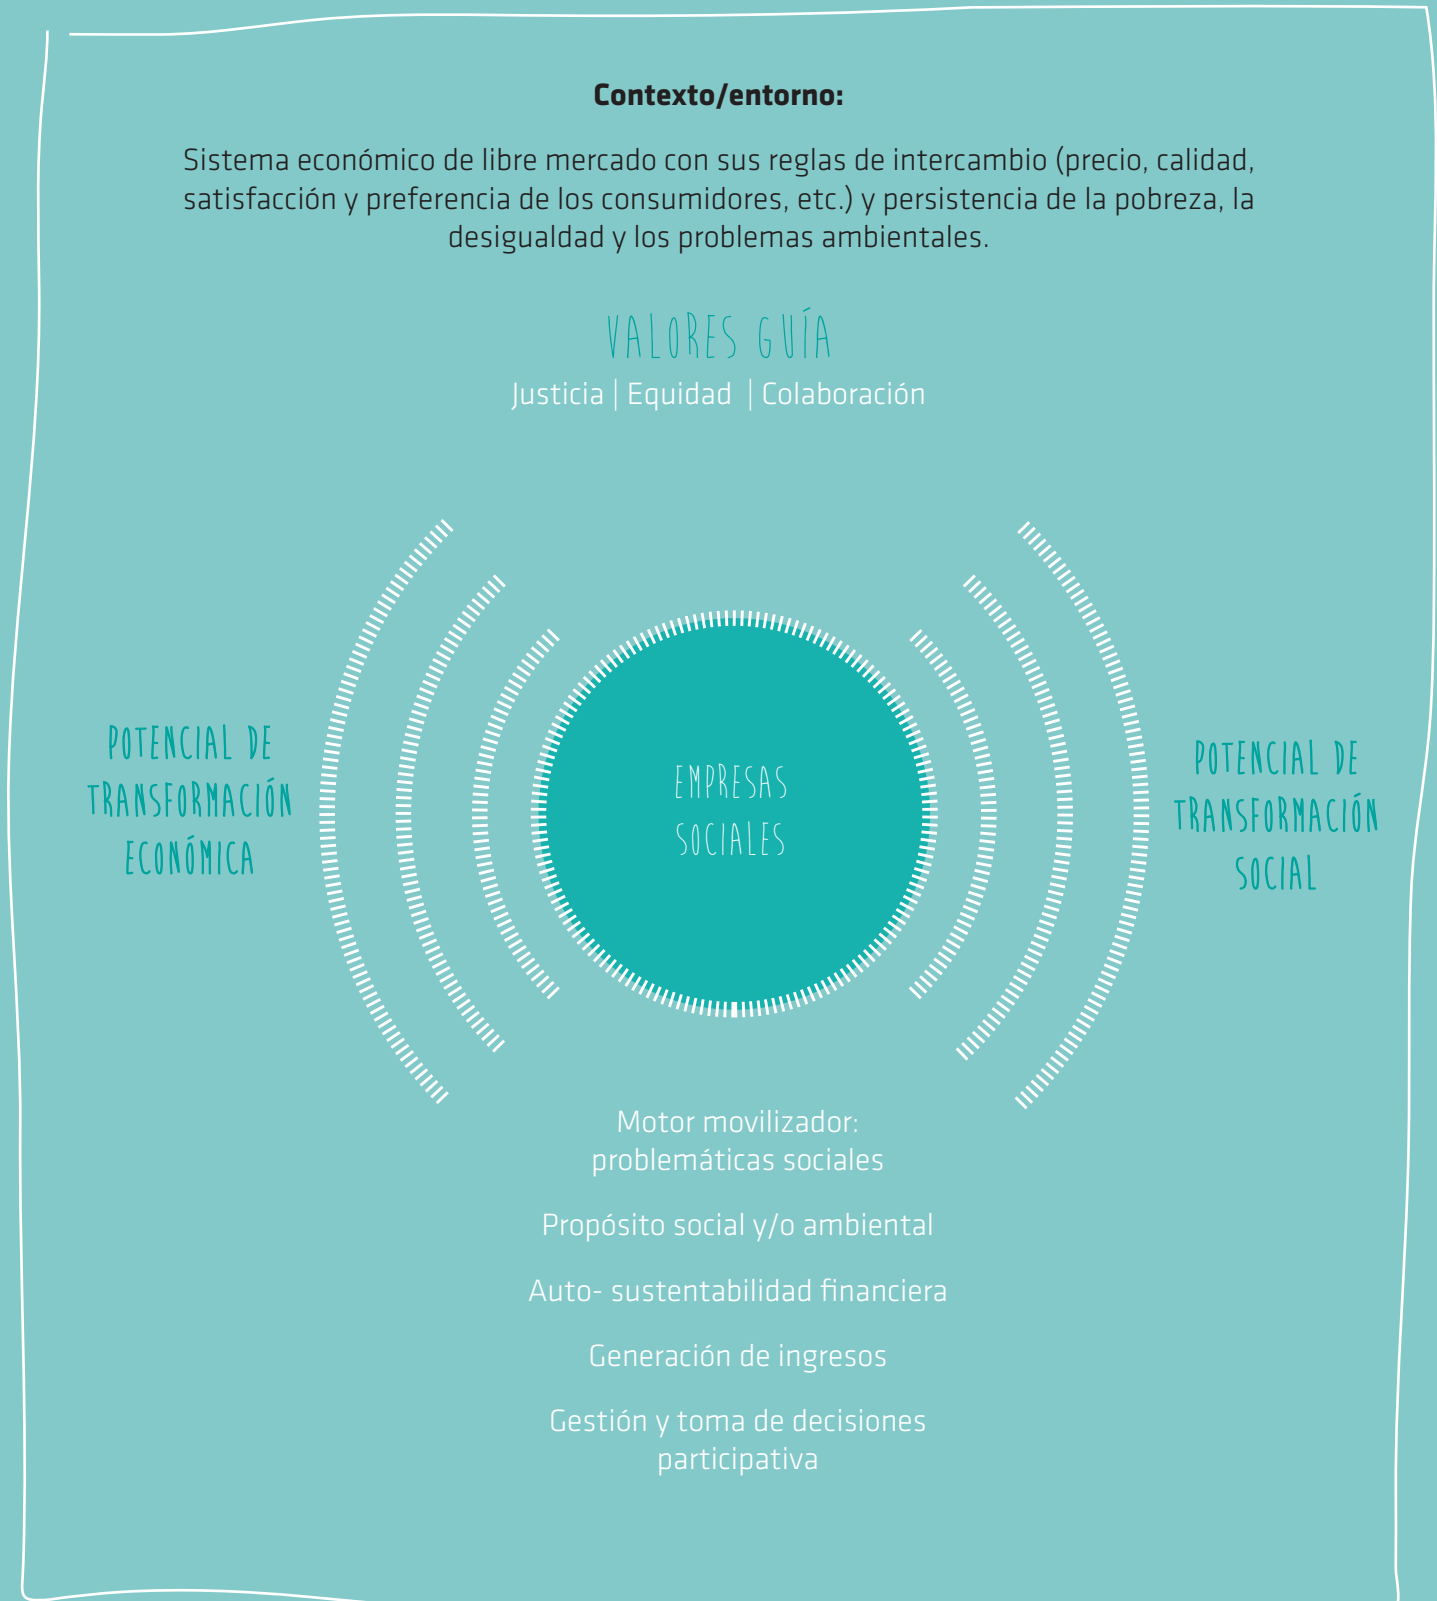 Contexto/entorno:
Sistema económico de libre mercado con sus reglas de intercambio (precio, calidad,
satisfacción y preferencia de los consumidores, etc.) y persistencia de la pobreza, la
desigualdad y los problemas ambientales.
VALORES GUÍA
Justicia | Equidad | Colaboración
POTENCIAL DE
TRANSFORMACIÓN
ECONÓMICA
EMPRESAS
SOCIALES
POTENCIAL DE
TRANSFORMACIÓN
SOCIAL
Motor movilizador:
problemáticas sociales
Propósito social y/o ambiental
Auto- sustentabilidad financiera
Generación de ingresos
Gestión y toma de decisiones
participativa